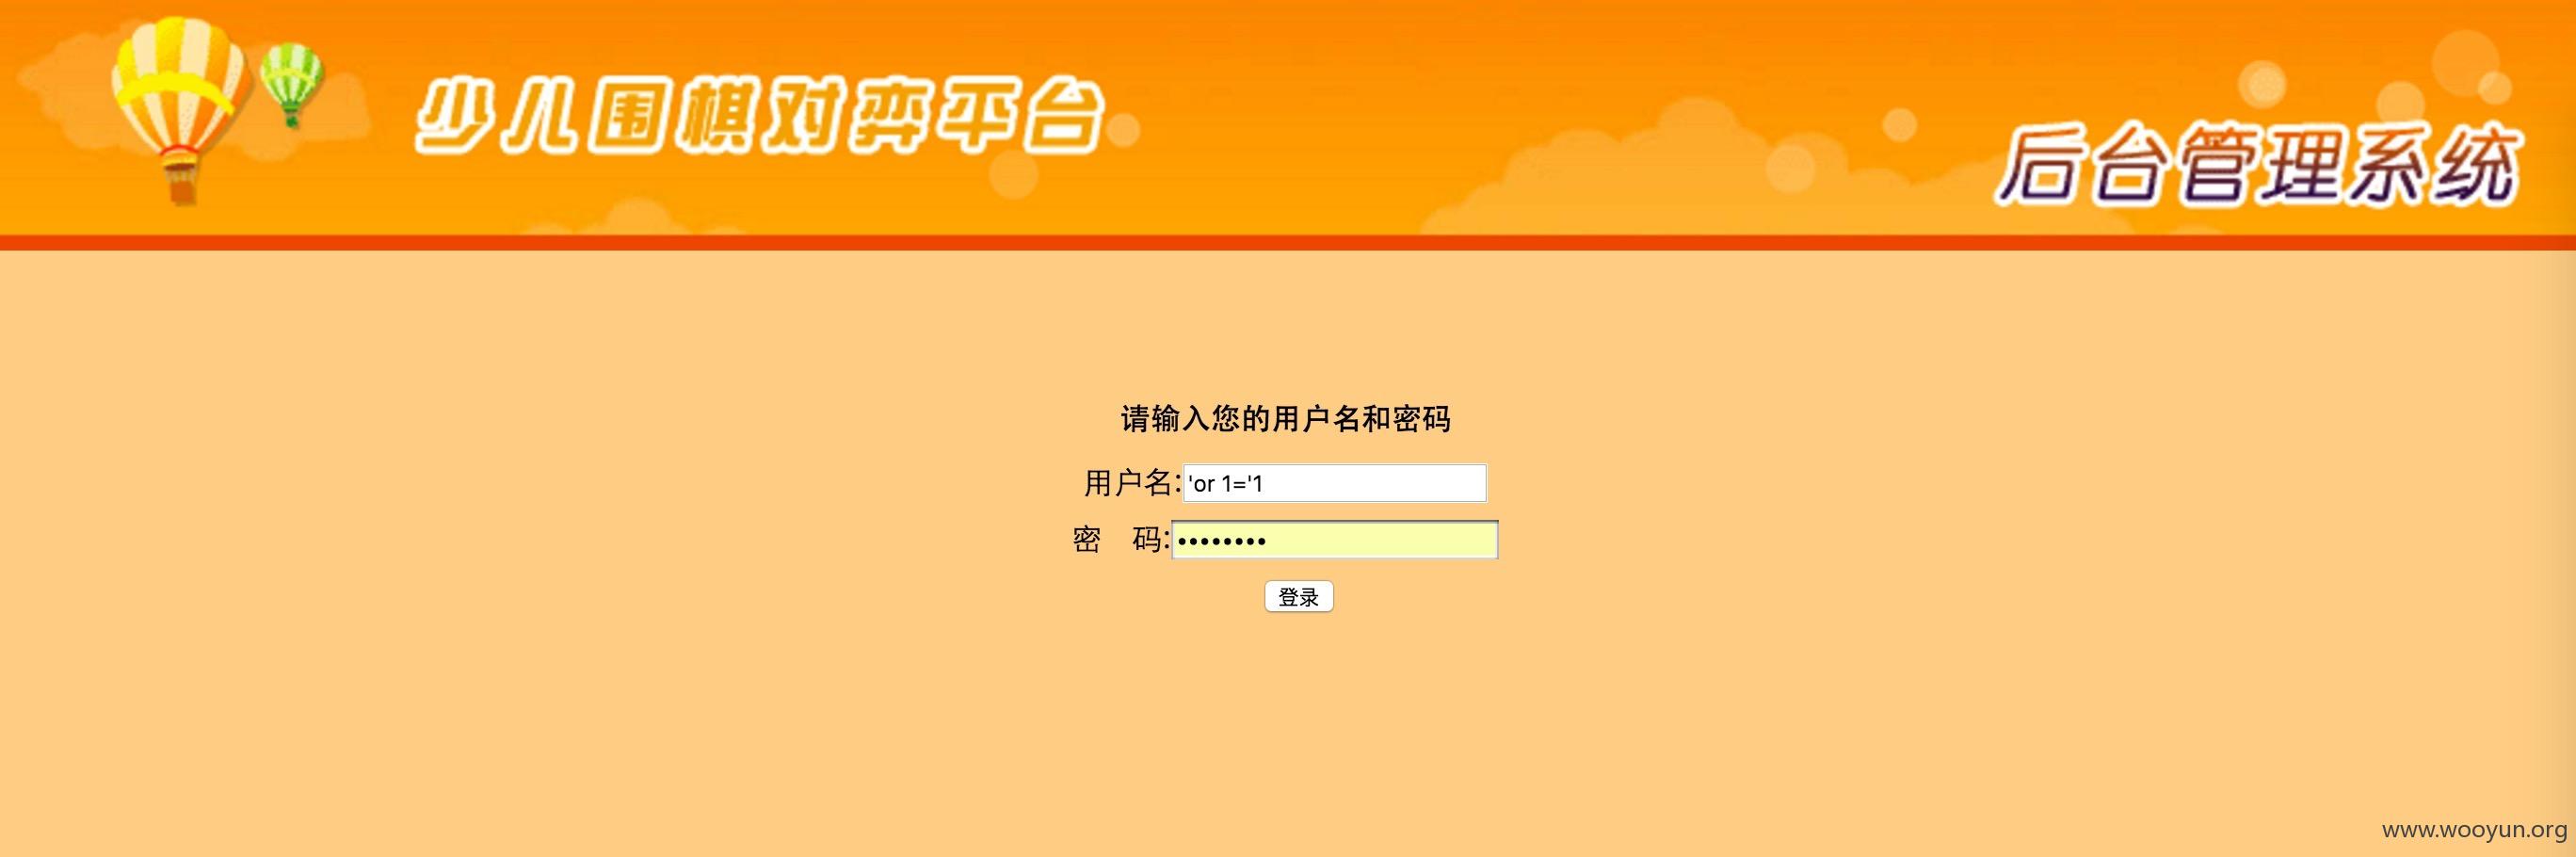 少儿围棋对弈平台
后台管理系统
请输入您的用户名和密码
用户名:'or 1='1
密 码:••••••••
登录
www.wooyun.org